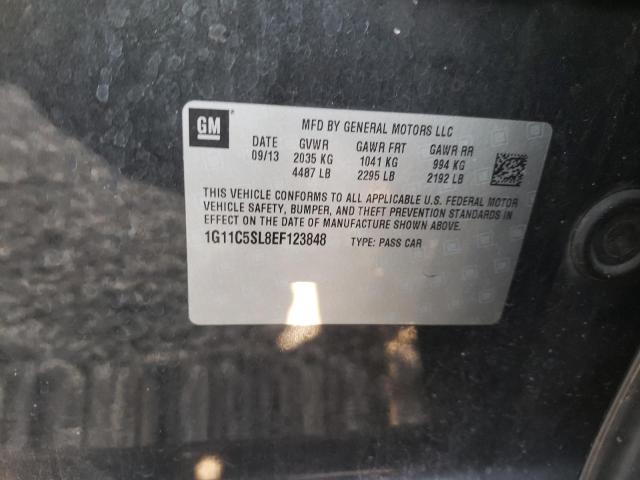 GM
MFD BY GENERAL MOTORS LLC
DATE GVWR GAWR FRT GAWR RR
09/13 2035 KG 1041 KG 994 KG
4487 LB 2295 LB 2192 LB
THIS VEHICLE CONFORMS TO ALL APPLICABLE U.S. FEDERAL MOTOR
VEHICLE SAFETY, BUMPER, AND THEFT PREVENTION STANDARDS IN
EFFECT ON THE DATE OF MANUFACTURE SHOWN ABOVE.
1G11C5SL8EF123848 TYPE: PASS CAR